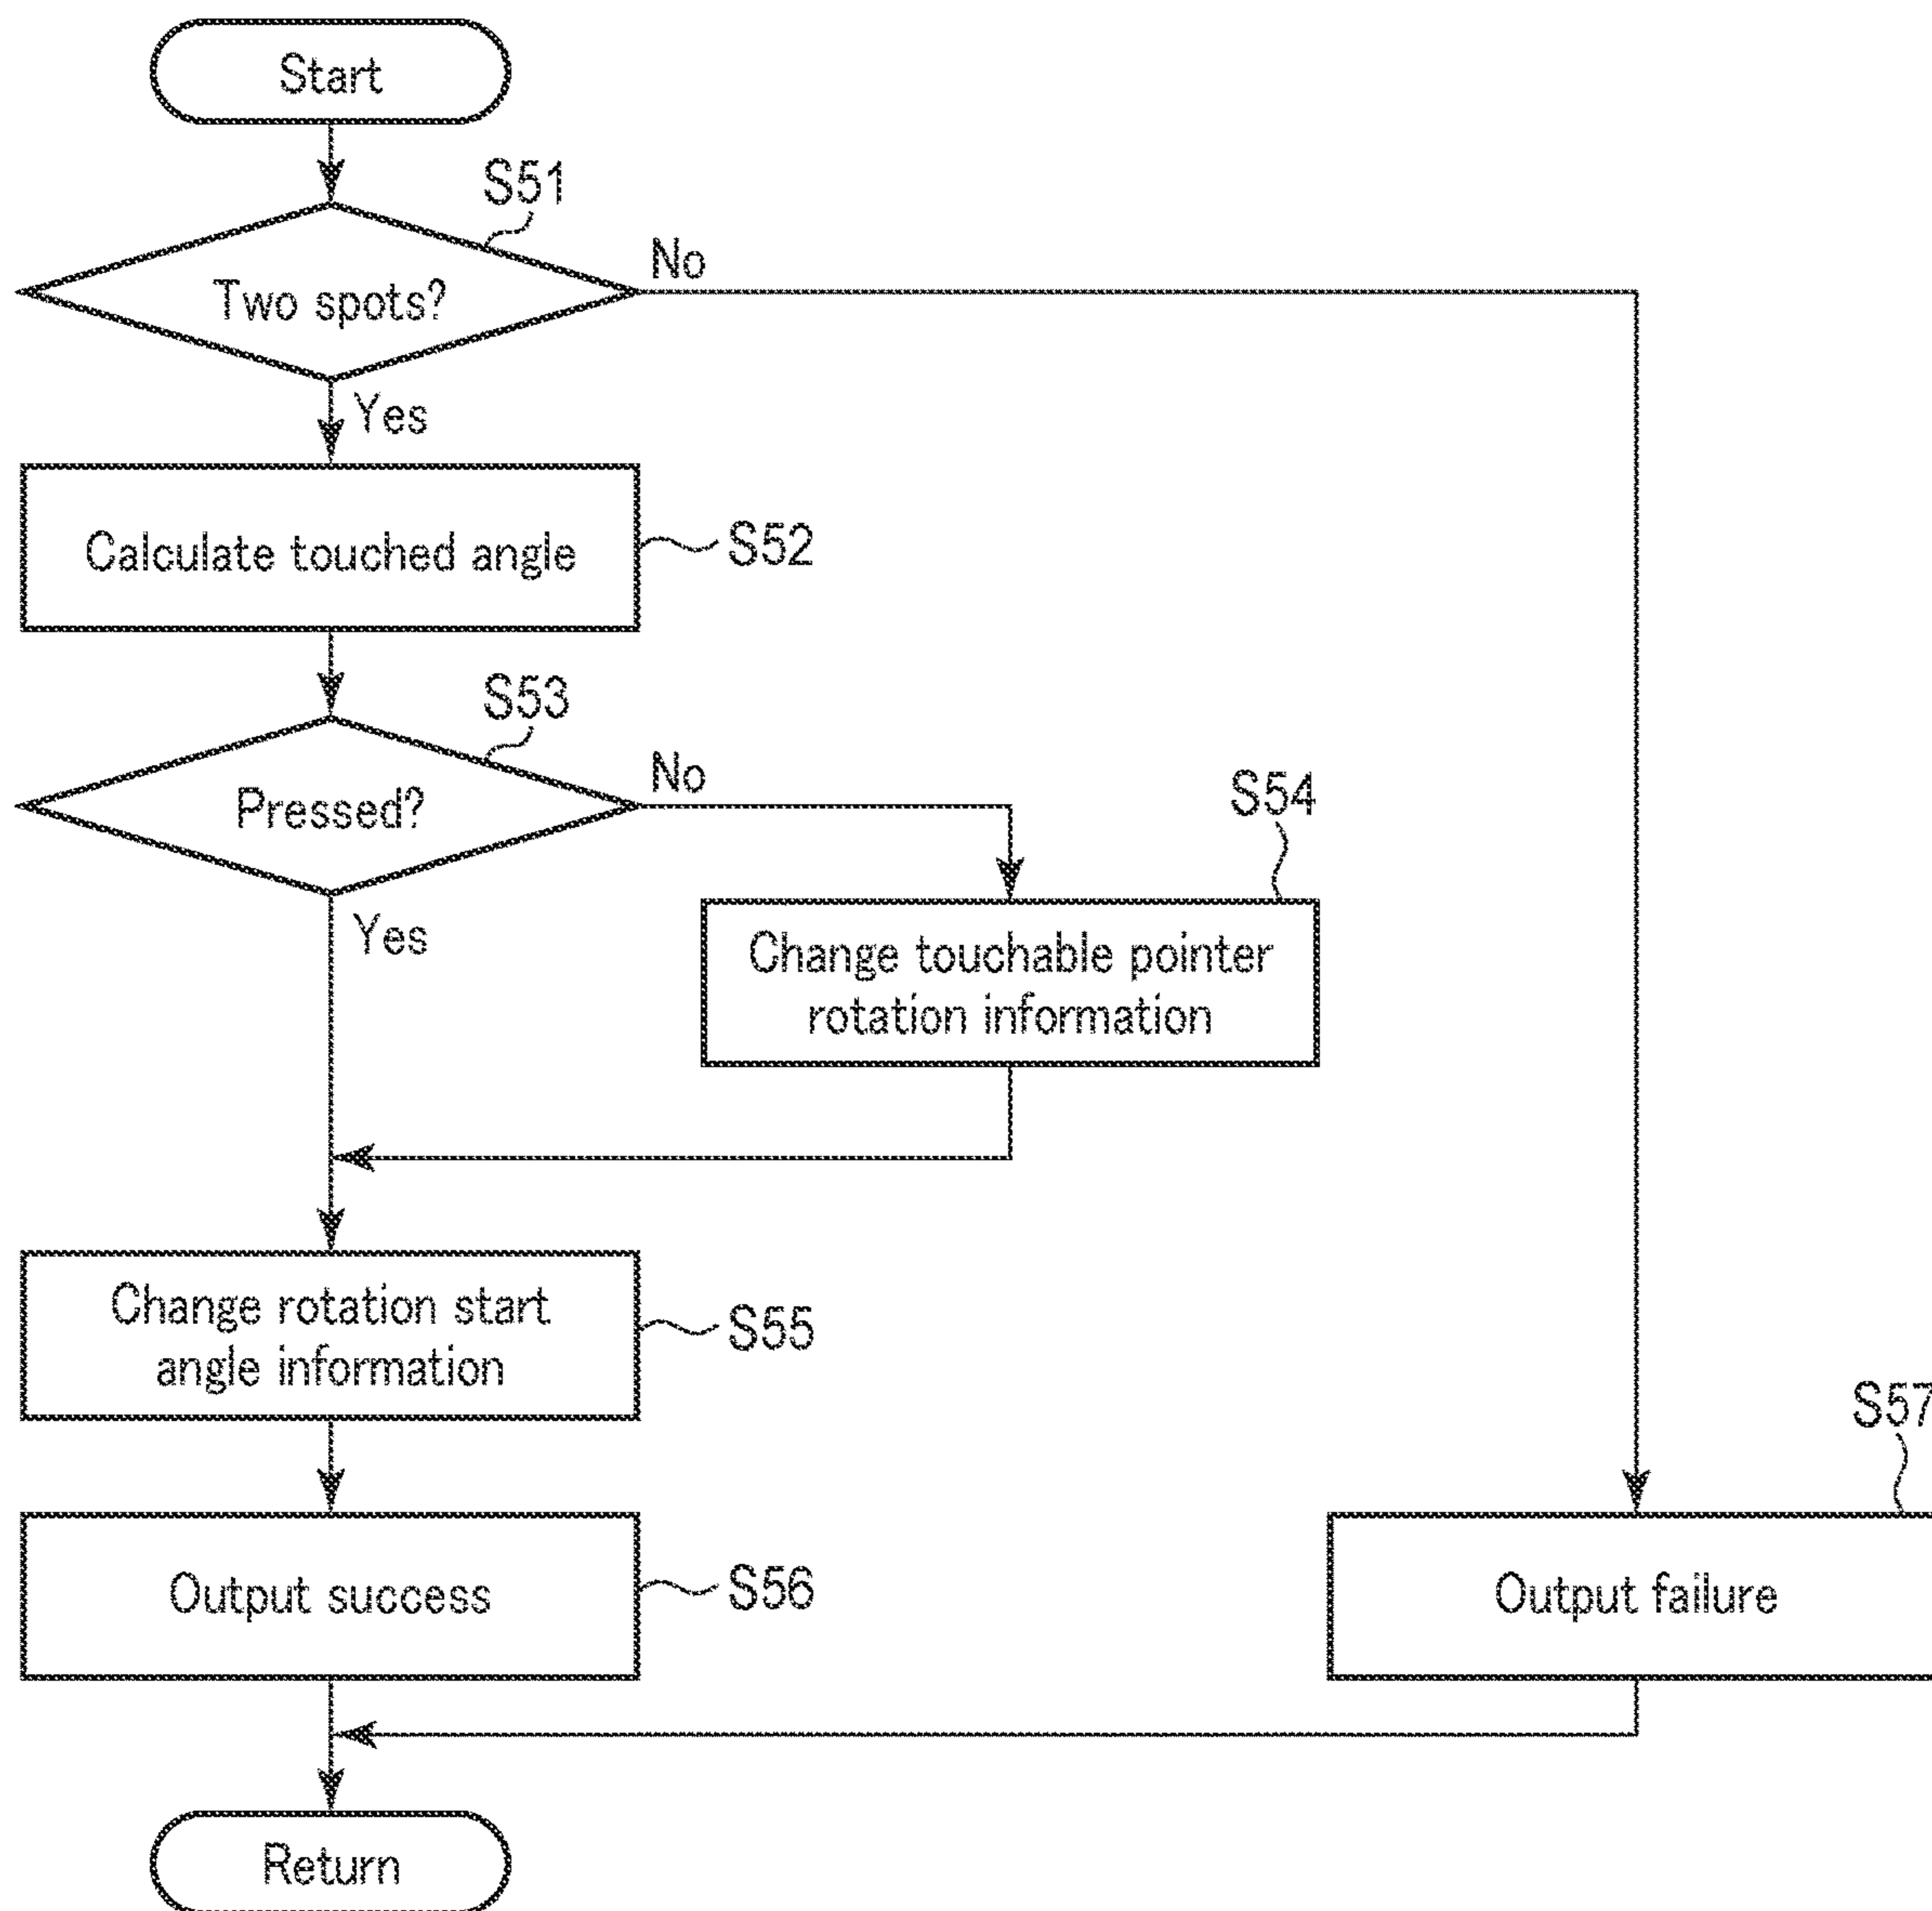 Start
S51
No
Two spots?
Yes
Calculate touched angle
S52
S53
No
Pressed?
S54
Yes
Change touchable pointer
rotation information
Change rotation start
angle information
S55
S57
Output success
S56
Output failure
Return